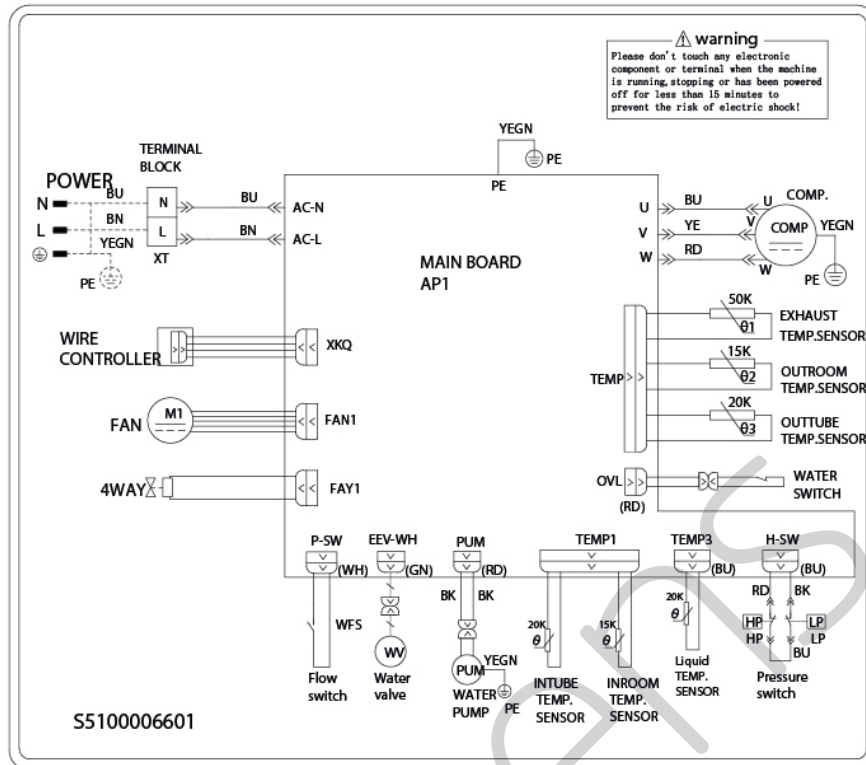 warning
Please don't touch any electronic
component or terminal when the machine
is running,stopping or has been powered
off for less than 15 minutes to
prevent the risk of electric shock!
YEGN
PE
PE
TERMINAL
BLOCK
POWER
N
BU
N
BU
AC-N
L
BN
L
BN
AC-L
YEGN
XT
PE
MAIN BOARD
AP1
U
BU
U
COMP.
V
YE
V
COMP
YEGN
W
RD
W
PE
WIRE
CONTROLLER
XKQ
FAN
M1
FAN1
4WAY
FAY1
TEMP
50K
θ1
EXHAUST
TEMP.SENSOR
15K
θ2
OUTROOM
TEMP.SENSOR
20K
θ3
OUTTUBE
TEMP.SENSOR
OVL
(RD)
WATER
SWITCH
P-SW
(WH)
WFS
Flow
switch
EEV-WH
(GN)
WV
Water
valve
PUM
(RD)
BK
BK
PUM
YEGN
PE
WATER
PUMP
TEMP1
20K
θ
INTUBE
TEMP.
SENSOR
15K
θ
INROOM
TEMP.
SENSOR
TEMP3
(BU)
20K
θ
Liquid
TEMP.
SENSOR
H-SW
(BU)
RD
BK
HP
LP
HP
LP
BU
Pressure
switch
S5100006601
ens